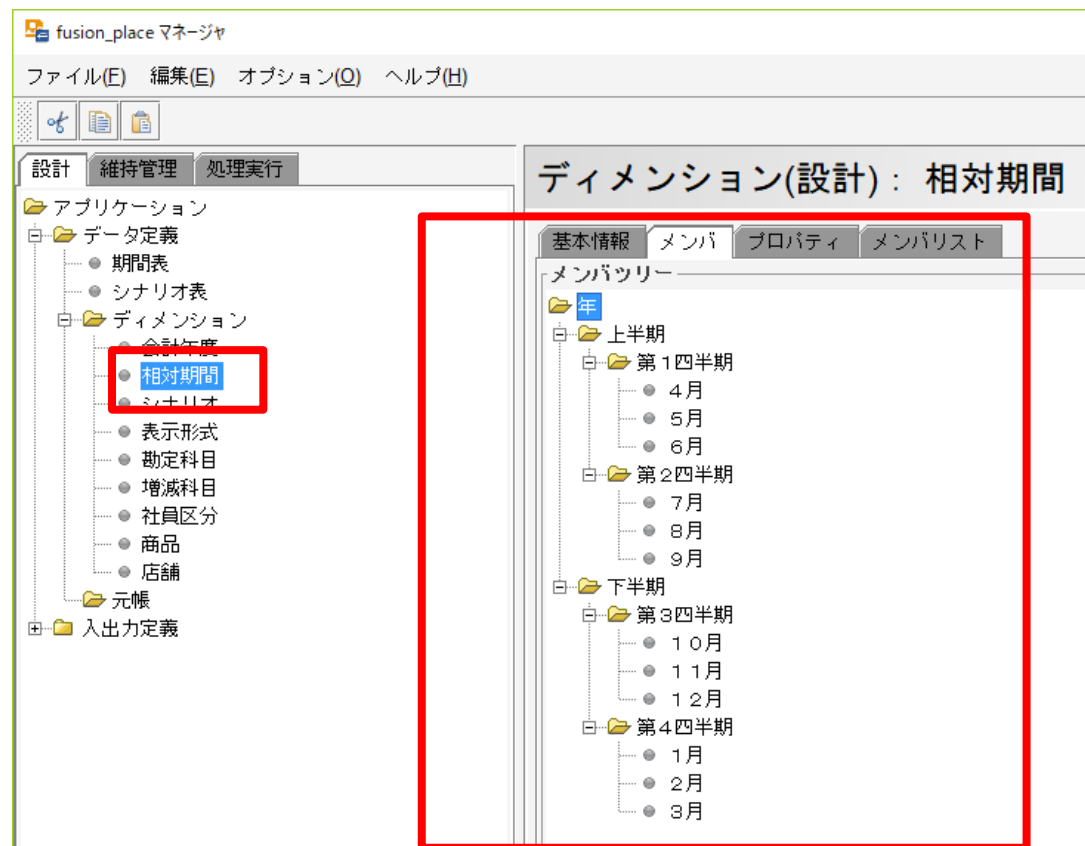 fusion_place マネージャ
ファイル(F) 編集(E) オプション(O) ヘルプ(H)
設計 維持管理 処理実行
アプリケーション
データ定義
期間表
シナリオ表
ディメンション
会計年度
相対期間
シナリオ
表示形式
勘定科目
増減科目
社員区分
商品
店舗
元帳
入出力定義
ディメンション(設計) : 相対期間
基本情報 メンバ プロパティ メンバリスト
メンバツリー
年
上半期
第1四半期
4月
5月
6月
第2四半期
7月
8月
9月
下半期
第3四半期
10月
11月
12月
第4四半期
1月
2月
3月